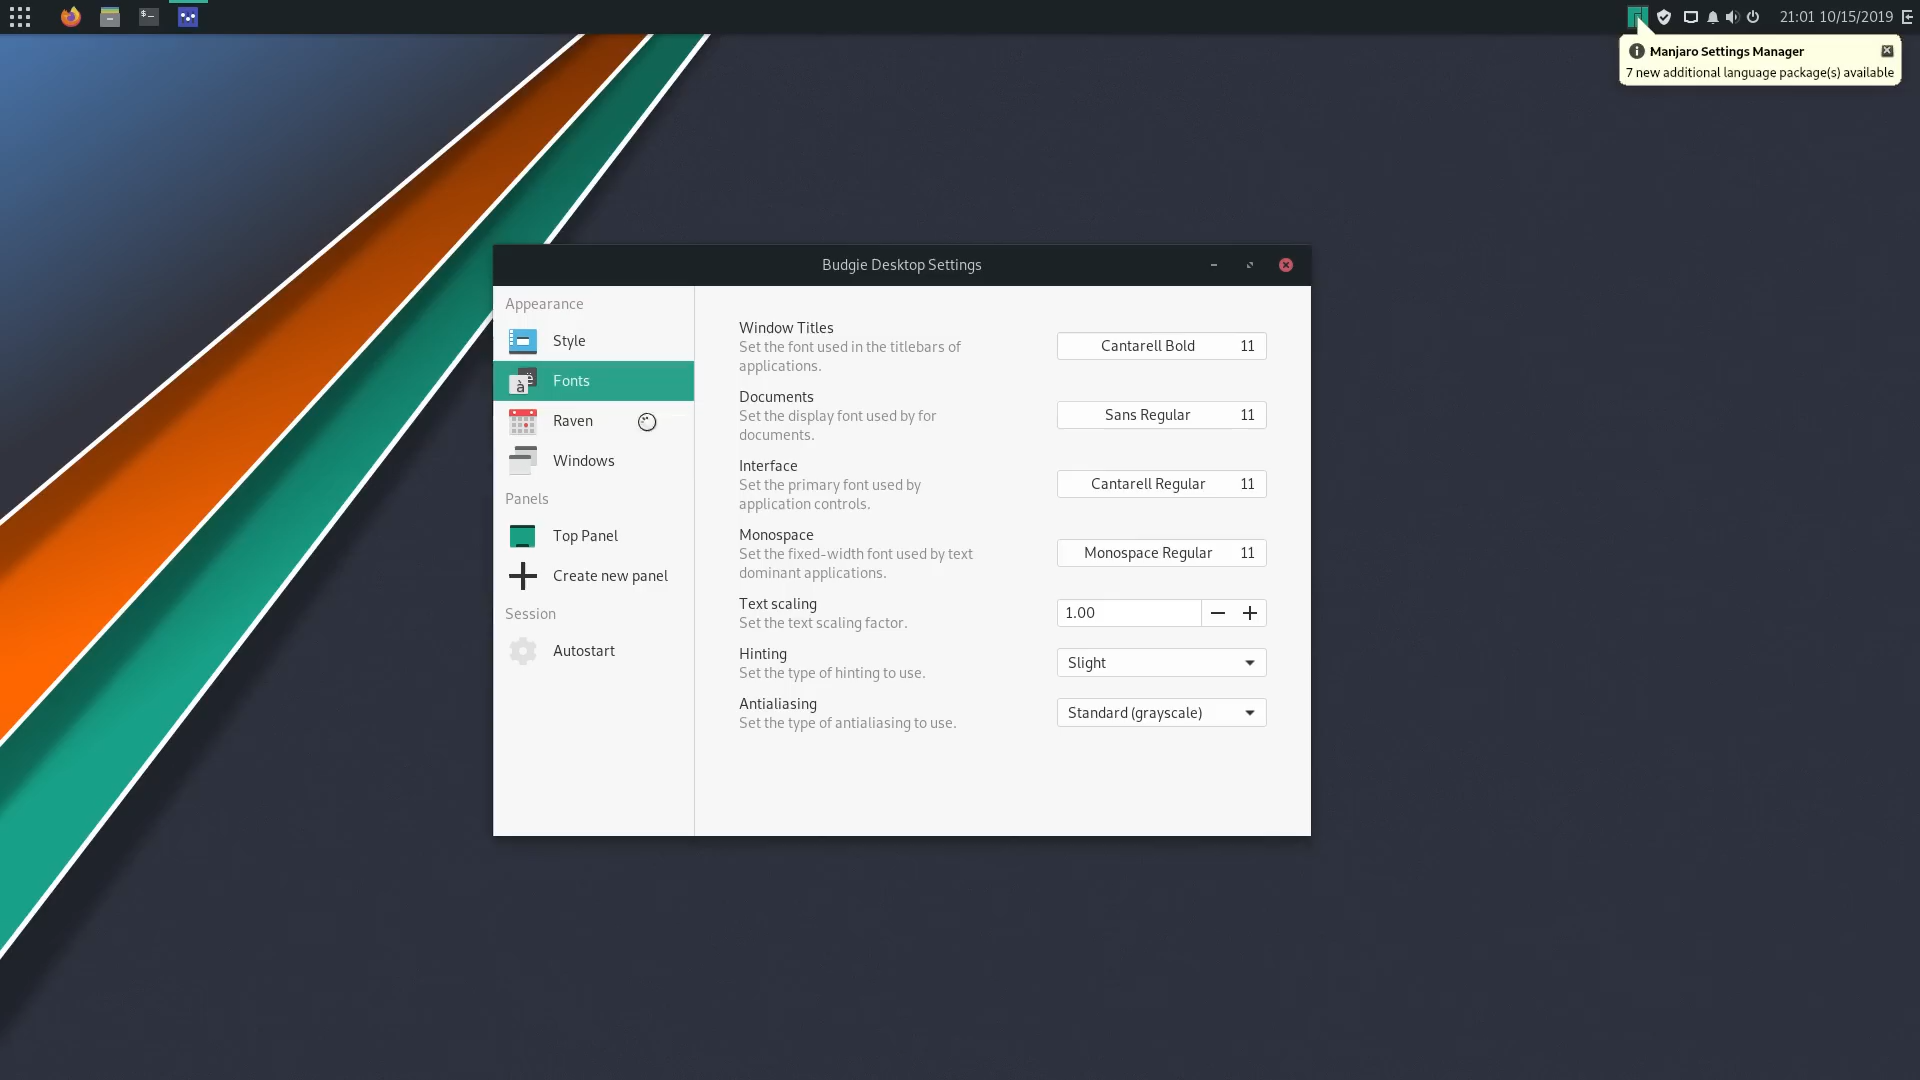 21:01 10/15/2019
Manjaro Settings Manager
7 new additional language package(s) available
Budgie Desktop Settings
Appearance
Style
Fonts
Raven
Windows
Panels
Top Panel
Create new panel
Session
Autostart
Window Titles
Set the font used in the titlebars of
applications.
Cantarell Bold 11
Documents
Set the display font used by for
documents.
Sans Regular 11
Interface
Set the primary font used by
application controls.
Cantarell Regular 11
Monospace
Set the fixed-width font used by text
dominant applications.
Monospace Regular 11
Text scaling
Set the text scaling factor.
1.00
Hinting
Set the type of hinting to use.
Slight
Antialiasing
Set the type of antialiasing to use.
Standard (grayscale)